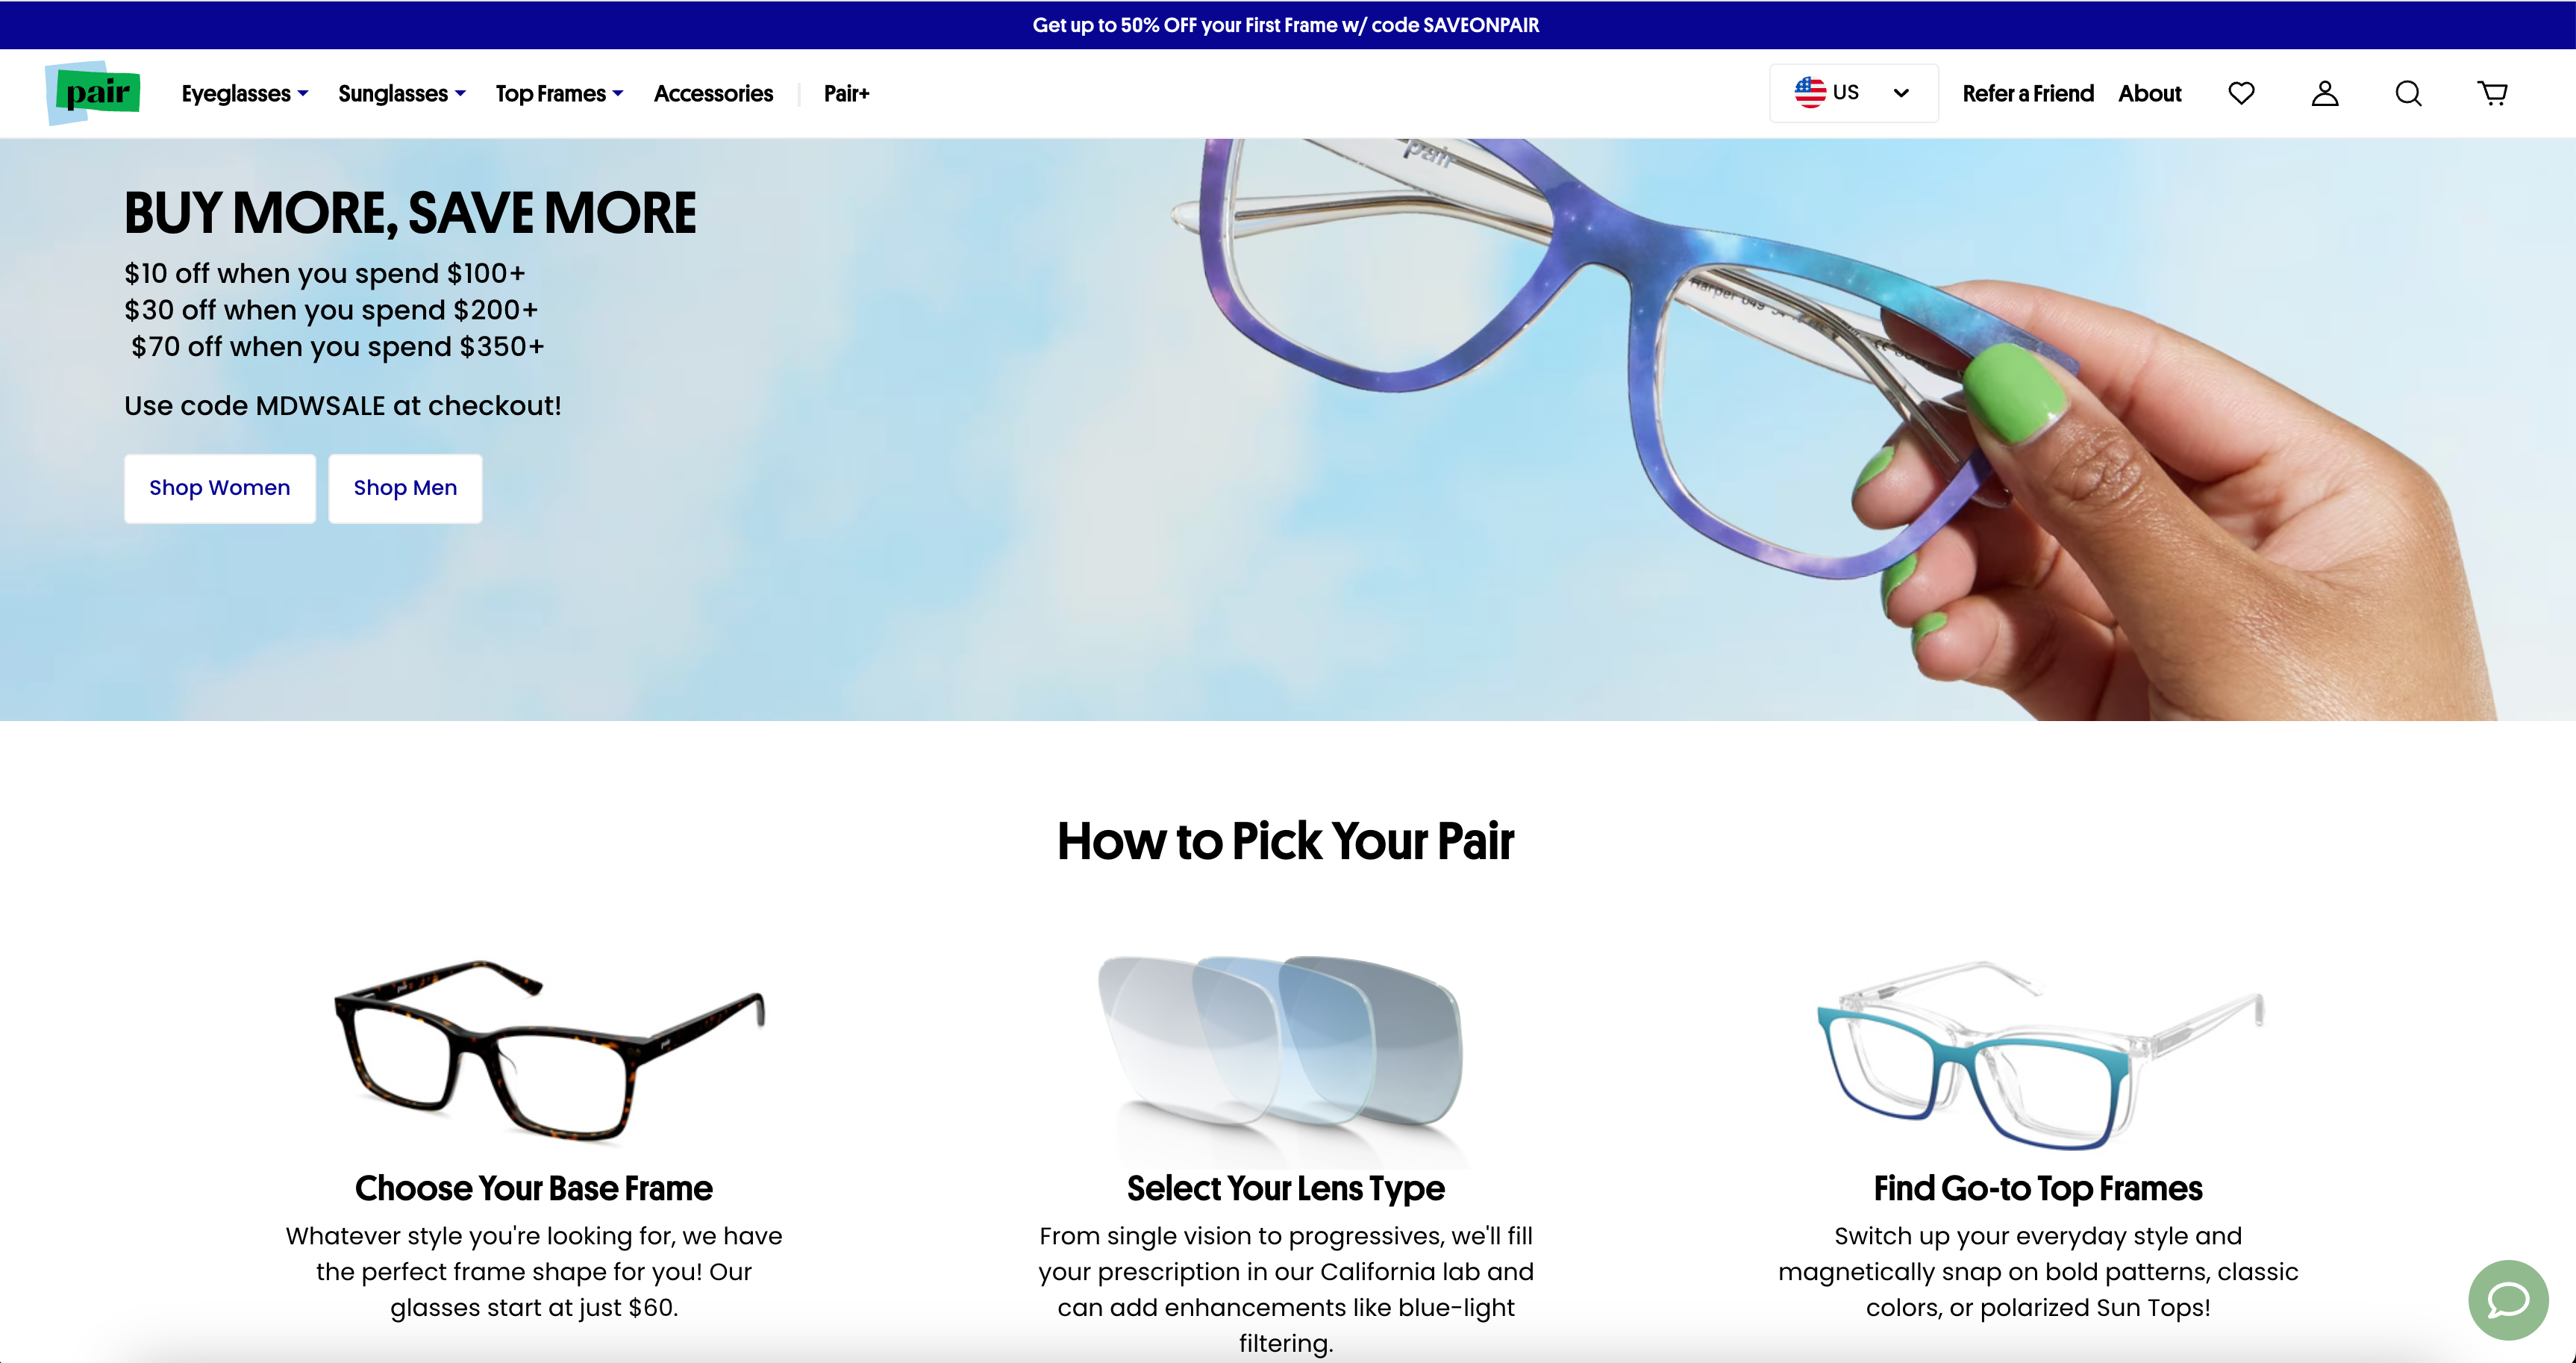 Get up to 50% OFF your First Frame w/ code SAVEONPAIR
pair
Eyeglasses
Sunglasses
Top Frames
Accessories
Pair+
US
Refer a Friend
About
BUY MORE, SAVE MORE
$10 off when you spend $100+
$30 off when you spend $200+
$70 off when you spend $350+
Use code MDWSALE at checkout!
Shop Women
Shop Men
pair
Harper
How to Pick Your Pair
Choose Your Base Frame
Whatever style you're looking for, we have
the perfect frame shape for you! Our
glasses start at just $60.
Select Your Lens Type
From single vision to progressives, we'll fill
your prescription in our California lab and
can add enhancements like blue-light
filtering.
Find Go-to Top Frames
Switch up your everyday style and
magnetically snap on bold patterns, classic
colors, or polarized Sun Tops!